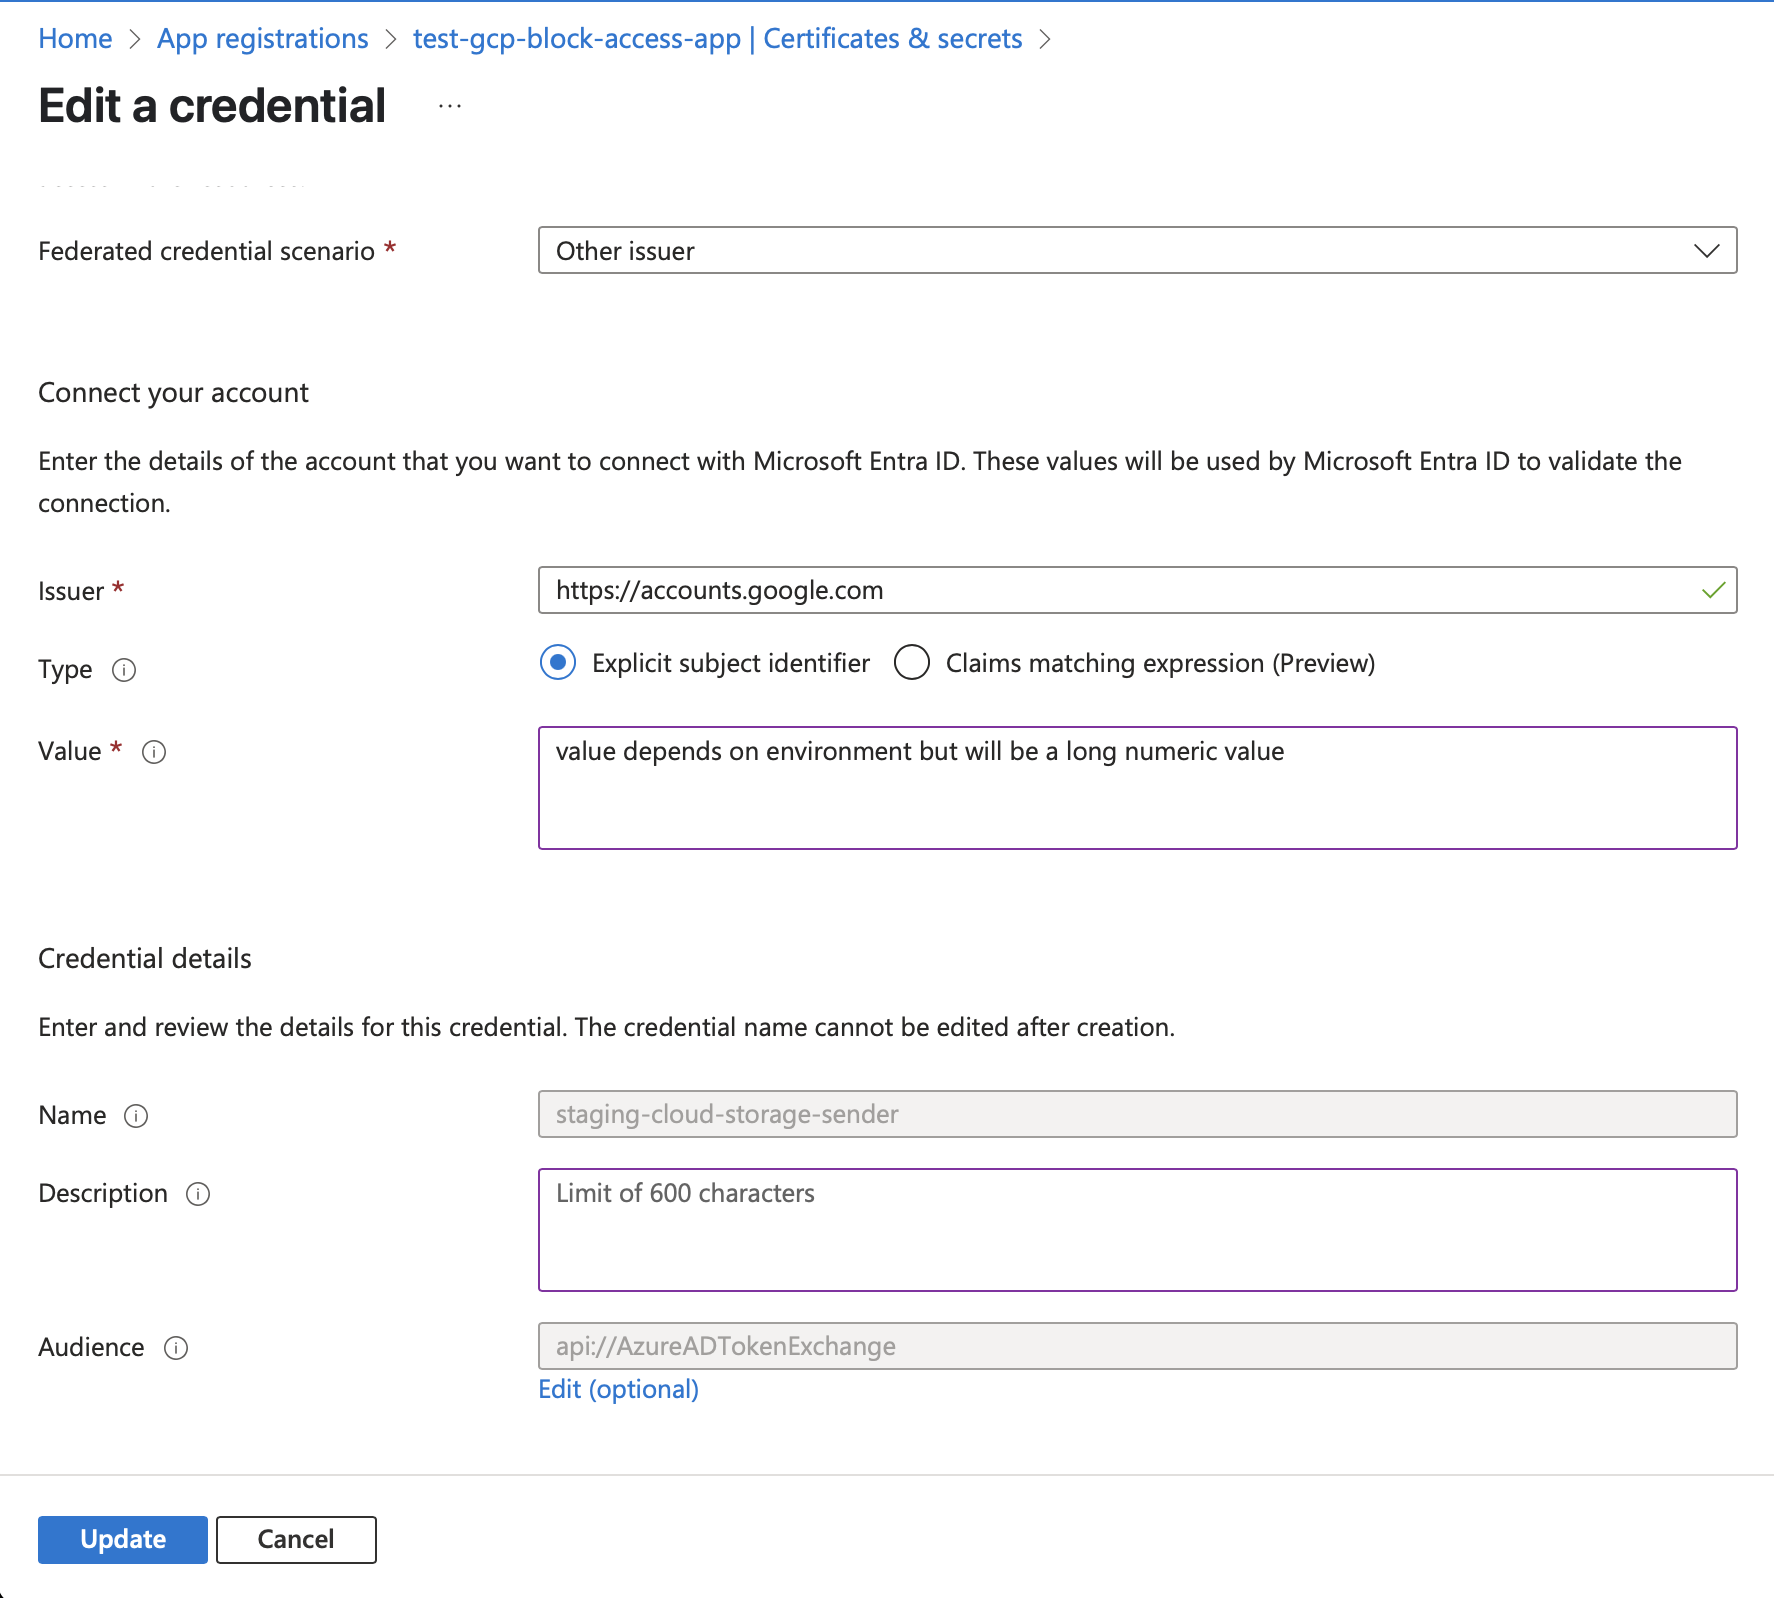 Home > App registrations > test-gcp-block-access-app | Certificates & secrets >
Edit a credential ...
Federated credential scenario * Other issuer
Connect your account
Enter the details of the account that you want to connect with Microsoft Entra ID. These values will be used by Microsoft Entra ID to validate the
connection.
Issuer * https://accounts.google.com
Type Explicit subject identifier Claims matching expression (Preview)
Value * value depends on environment but will be a long numeric value
Credential details
Enter and review the details for this credential. The credential name cannot be edited after creation.
Name staging-cloud-storage-sender
Description Limit of 600 characters
Audience api://AzureADTokenExchange
Edit (optional)
Update Cancel